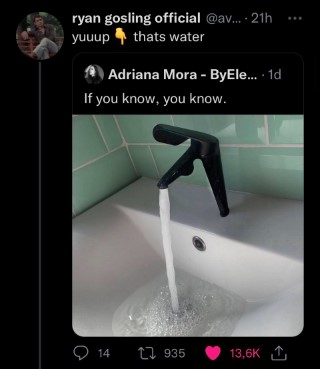 ryan gosling official @av... · 21h
yuuup 👇 thats water
Adriana Mora - ByEle... · 1d
If you know, you know.
14 935 13,6K